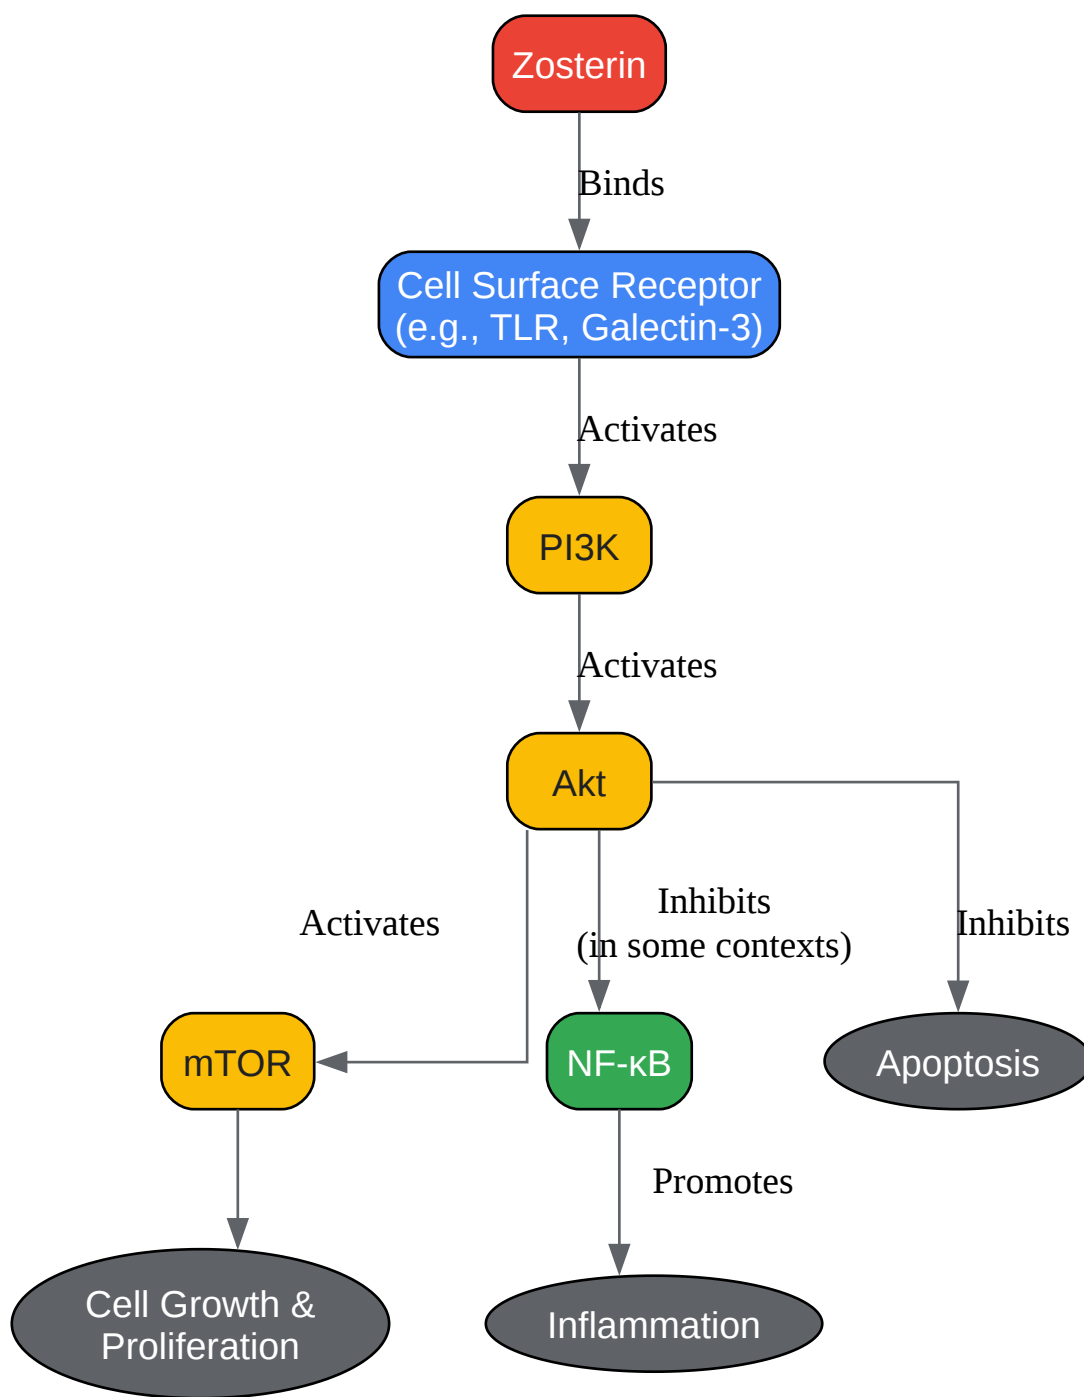 Zosterin
Binds
Cell Surface Receptor
(e.g., TLR, Galectin-3)
Activates
PI3K
Activates
Akt
Activates
Inhibits
(in some contexts)
Inhibits
mTOR
NF-κB
Apoptosis
Promotes
Cell Growth &
Proliferation
Inflammation